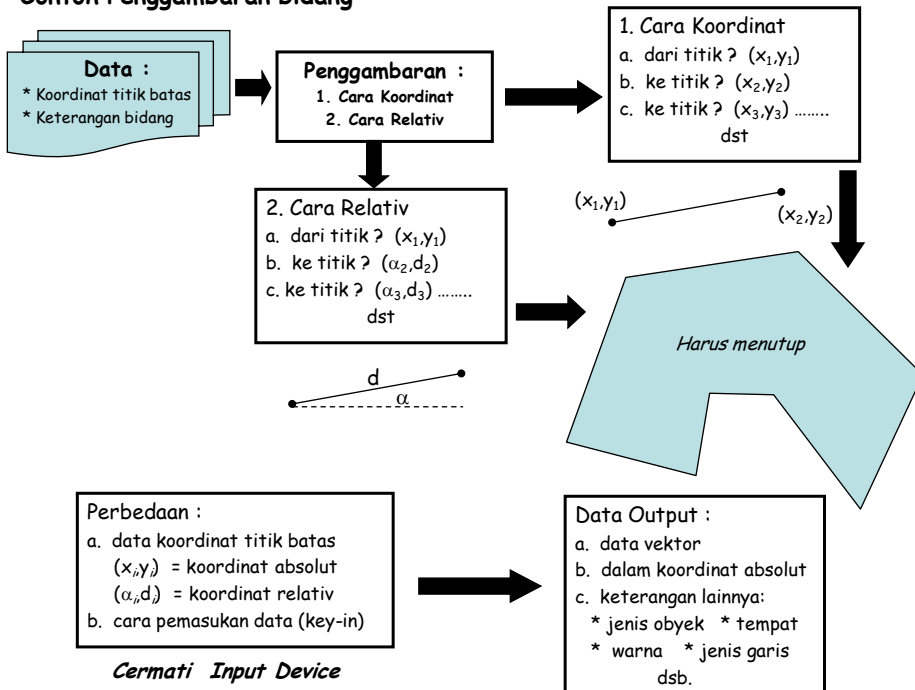 Contoh Penggambaran Bidang
Data :
* Koordinat titik batas
* Keterangan bidang
Penggambaran :
1. Cara Koordinat
2. Cara Relativ
1. Cara Koordinat
a. dari titik ? (x₁,y₁)
b. ke titik ? (x₂,y₂)
c. ke titik ? (x₃,y₃) ........
dst
2. Cara Relativ
a. dari titik ? (x₁,y₁)
b. ke titik ? (α₂,d₂)
c. ke titik ? (α₃,d₃) ........
dst
(x₁,y₁)
(x₂,y₂)
Harus menutup
d
α
Perbedaan :
a. data koordinat titik batas
(xᵢ,yᵢ) = koordinat absolut
(αᵢ,dᵢ) = koordinat relativ
b. cara pemasukan data (key-in)
Cermati Input Device
Data Output :
a. data vektor
b. dalam koordinat absolut
c. keterangan lainnya:
* jenis obyek * tempat
* warna * jenis garis
dsb.